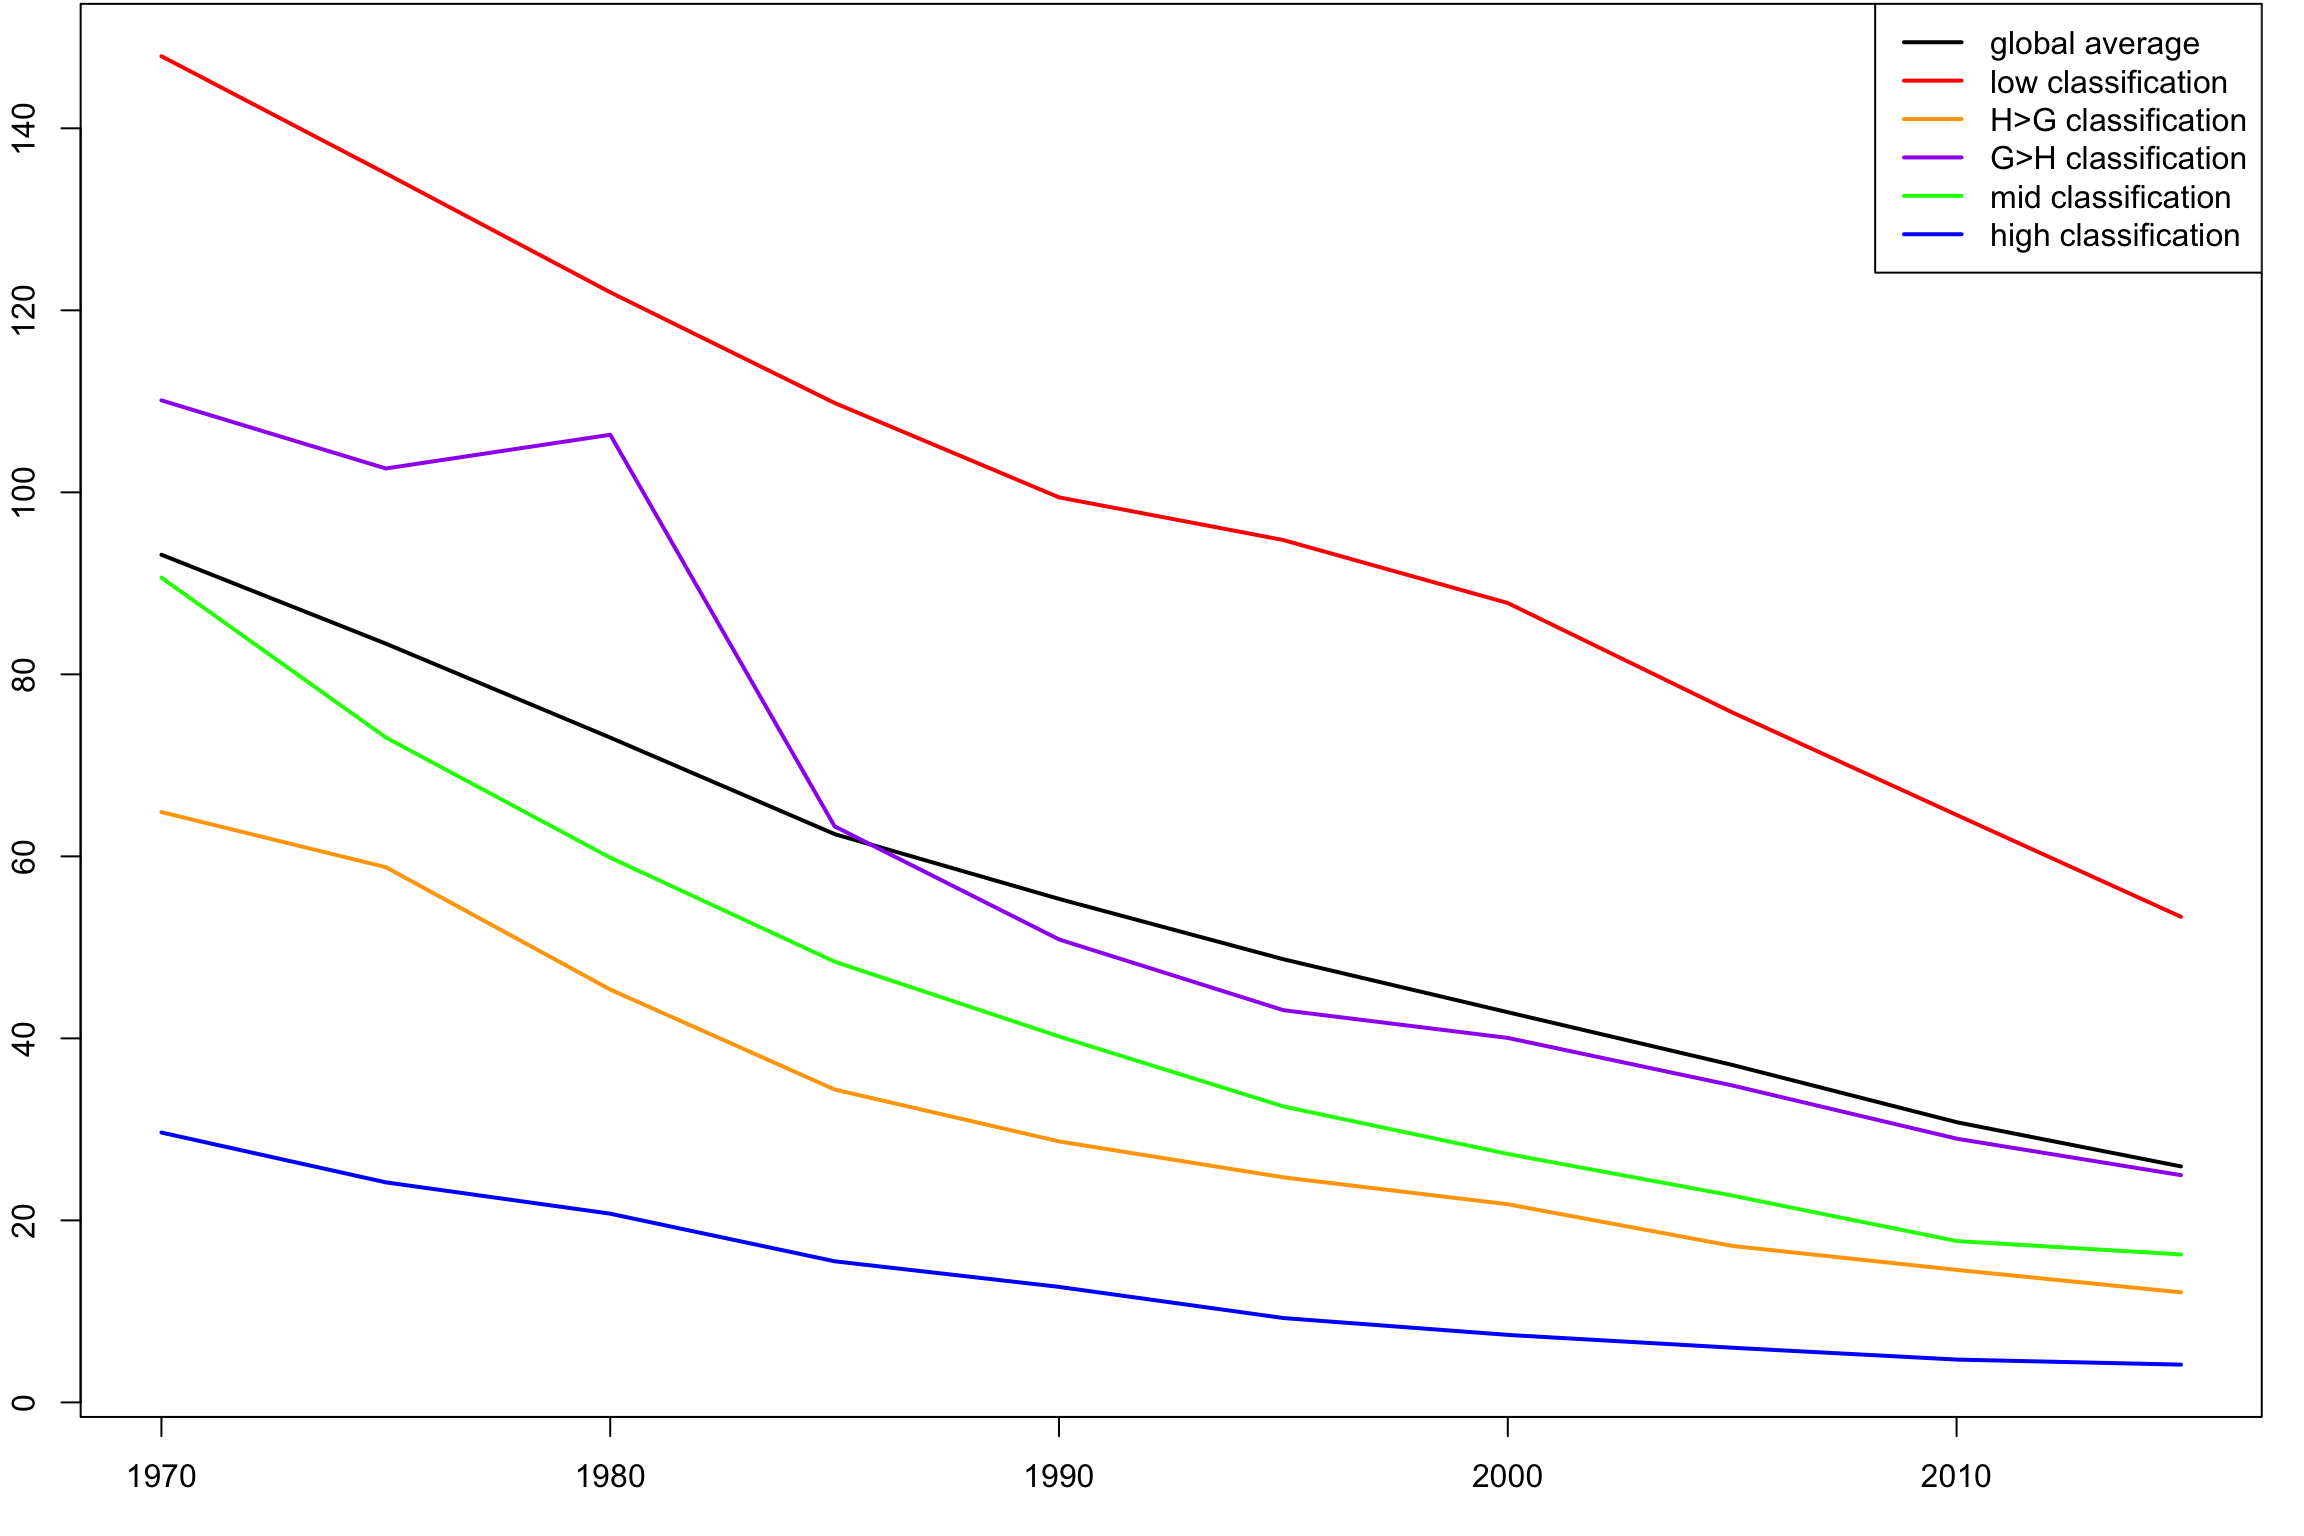 global average
low classification
H>G classification
G>H classification
mid classification
high classification
140
120
100
80
60
40
20
0
1970 1980 1990 2000 2010